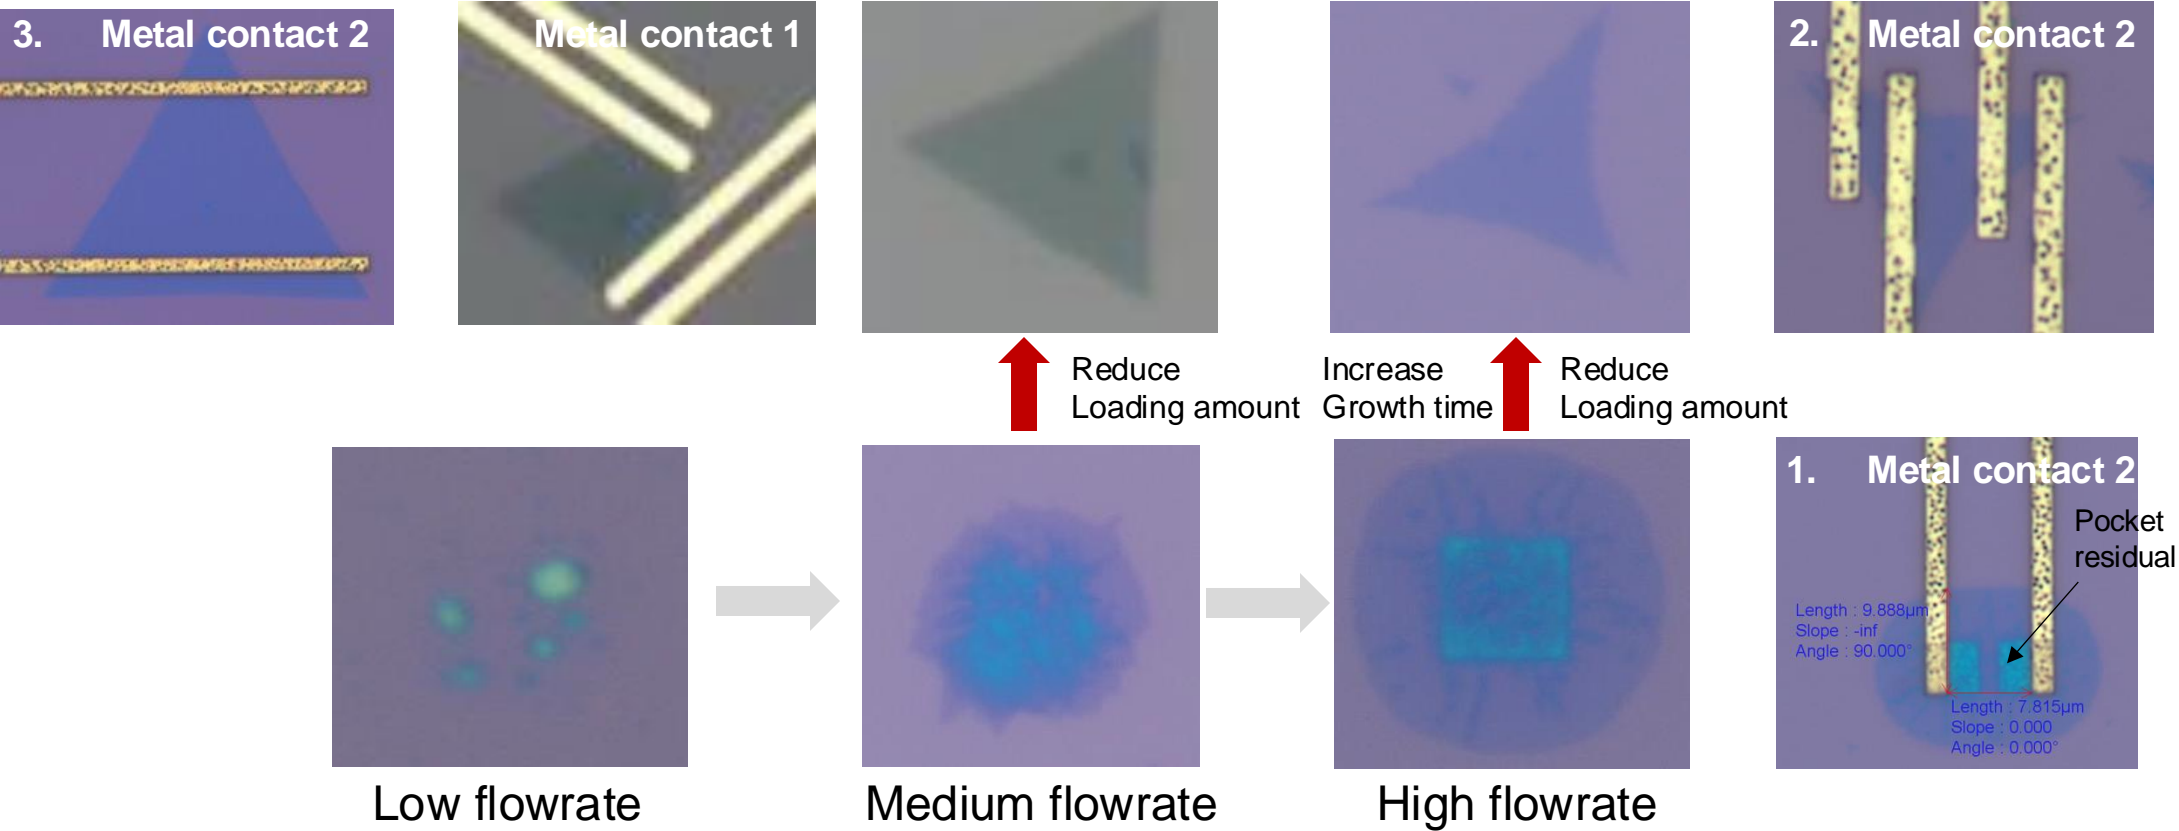 3. Metal contact 2
Metal contact 1
2. Metal contact 2
Reduce
Loading amount
Increase
Growth time
Reduce
Loading amount
1. Metal contact 2
Pocket
residual
Length : 9.888µm
Slope : -inf
Angle : 90.000°
Length : 7.815µm
Slope : 0.000
Angle : 0.000°
Low flowrate
Medium flowrate
High flowrate